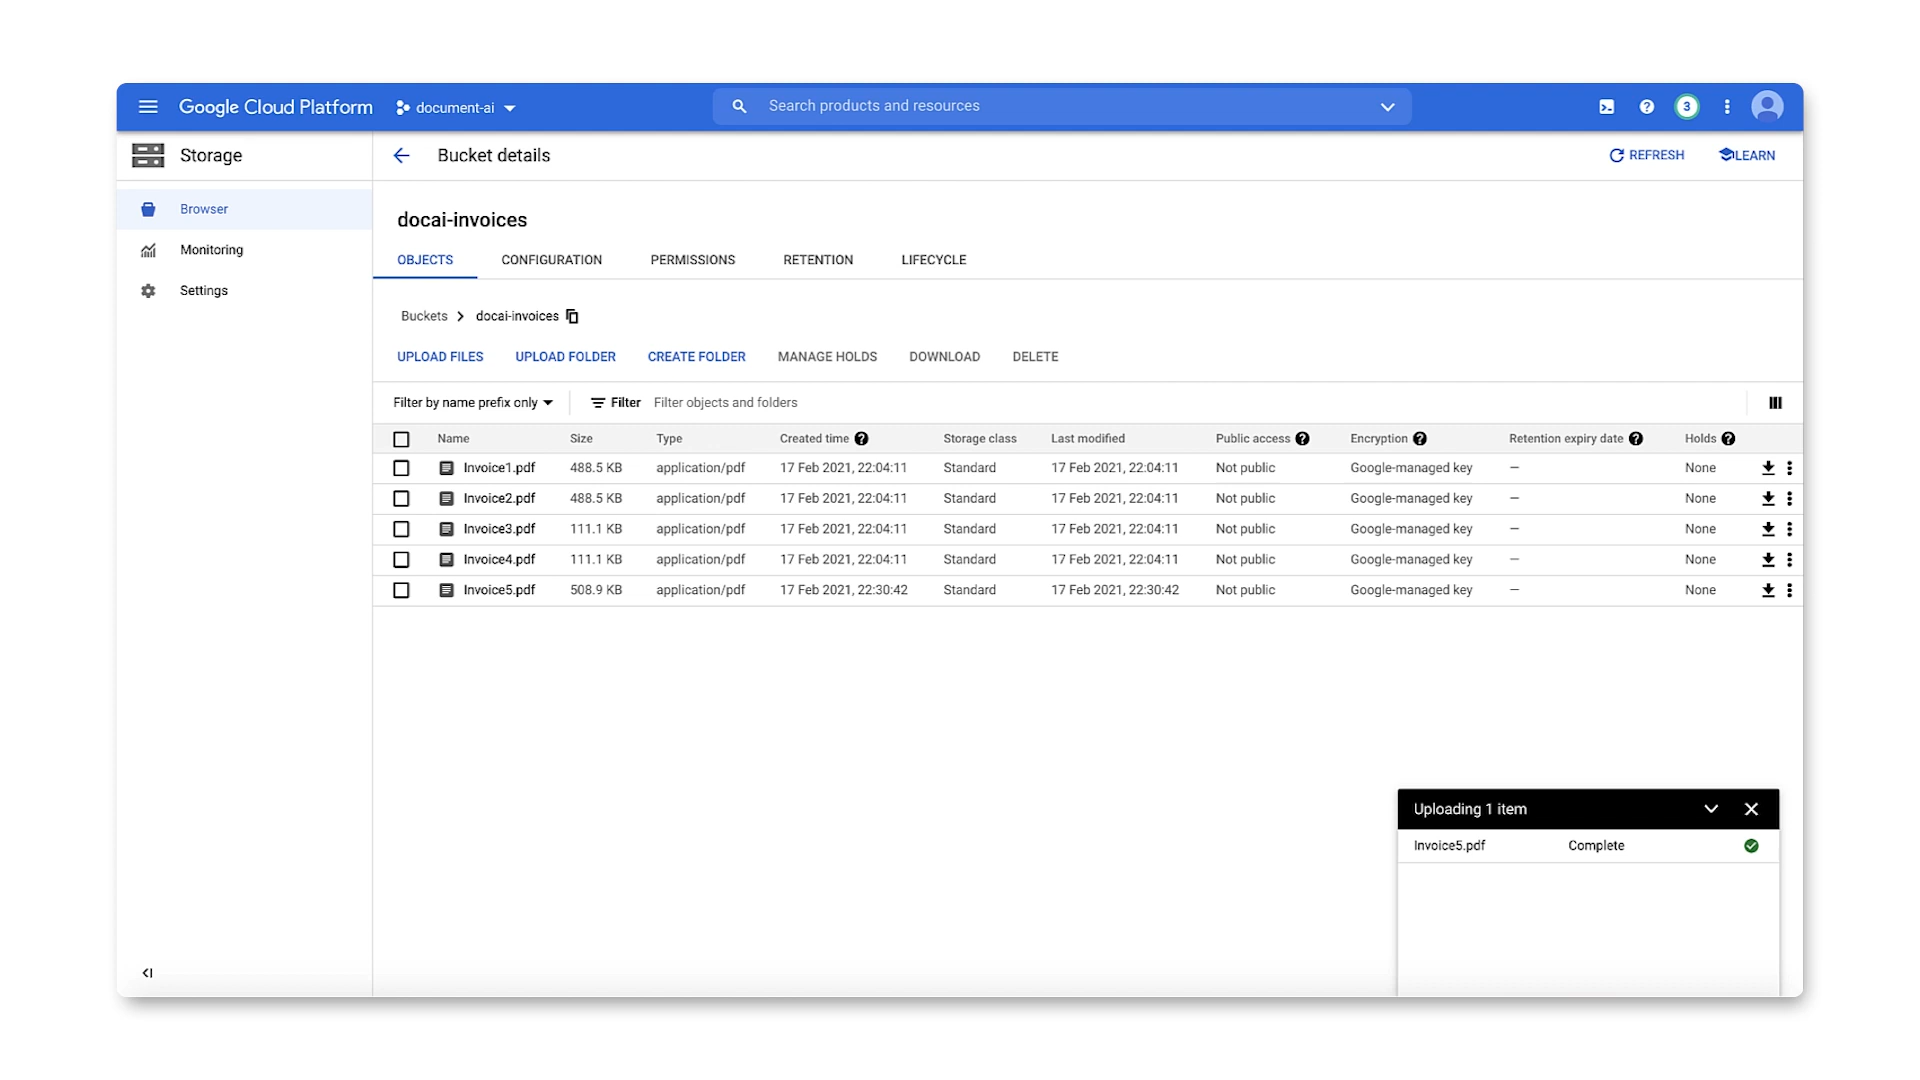 Google Cloud Platform document-ai Search products and resources 3
Storage Bucket details REFRESH LEARN
Browser
Monitoring
Settings
docai-invoices
OBJECTS CONFIGURATION PERMISSIONS RETENTION LIFECYCLE
Buckets > docai-invoices
UPLOAD FILES UPLOAD FOLDER CREATE FOLDER MANAGE HOLDS DOWNLOAD DELETE
Filter by name prefix only Filter Filter objects and folders
Name Size Type Created time ? Storage class Last modified Public access ? Encryption ? Retention expiry date ? Holds ?
Invoice1.pdf 488.5 KB application/pdf 17 Feb 2021, 22:04:11 Standard 17 Feb 2021, 22:04:11 Not public Google-managed key — None
Invoice2.pdf 488.5 KB application/pdf 17 Feb 2021, 22:04:11 Standard 17 Feb 2021, 22:04:11 Not public Google-managed key — None
Invoice3.pdf 111.1 KB application/pdf 17 Feb 2021, 22:04:11 Standard 17 Feb 2021, 22:04:11 Not public Google-managed key — None
Invoice4.pdf 111.1 KB application/pdf 17 Feb 2021, 22:04:11 Standard 17 Feb 2021, 22:04:11 Not public Google-managed key — None
Invoice5.pdf 508.9 KB application/pdf 17 Feb 2021, 22:30:42 Standard 17 Feb 2021, 22:30:42 Not public Google-managed key — None
Uploading 1 item
Invoice5.pdf Complete